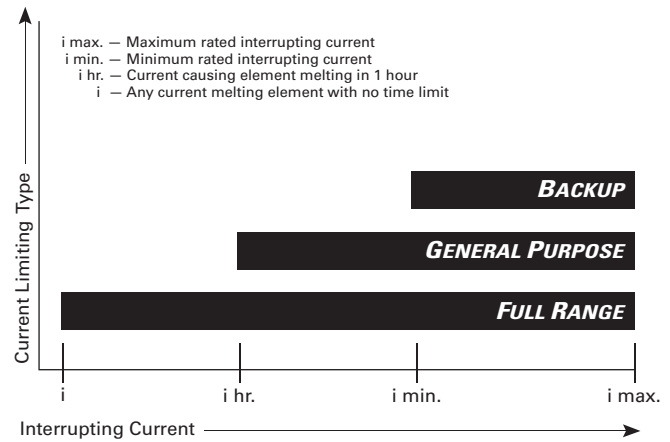 i max. — Maximum rated interrupting current
i min. — Minimum rated interrupting current
i hr. — Current causing element melting in 1 hour
i — Any current melting element with no time limit
Current Limiting Type
BACKUP
GENERAL PURPOSE
FULL RANGE
i i hr. i min. i max.
Interrupting Current